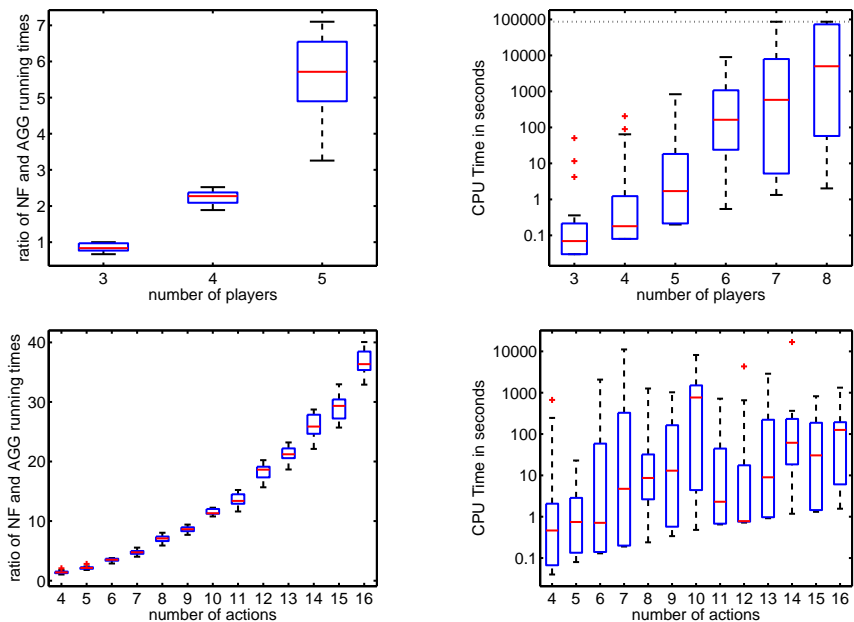 7
6
5
4
3
2
1
3 4 5
number of players
ratio of NF and AGG running times
100000
10000
1000
100
10
1
0.1
3 4 5 6 7 8
number of players
CPU Time in seconds
40
30
20
10
0
4 5 6 7 8 9 10 11 12 13 14 15 16
number of actions
ratio of NF and AGG running times
10000
1000
100
10
1
0.1
4 5 6 7 8 9 10 11 12 13 14 15 16
number of actions
CPU Time in seconds